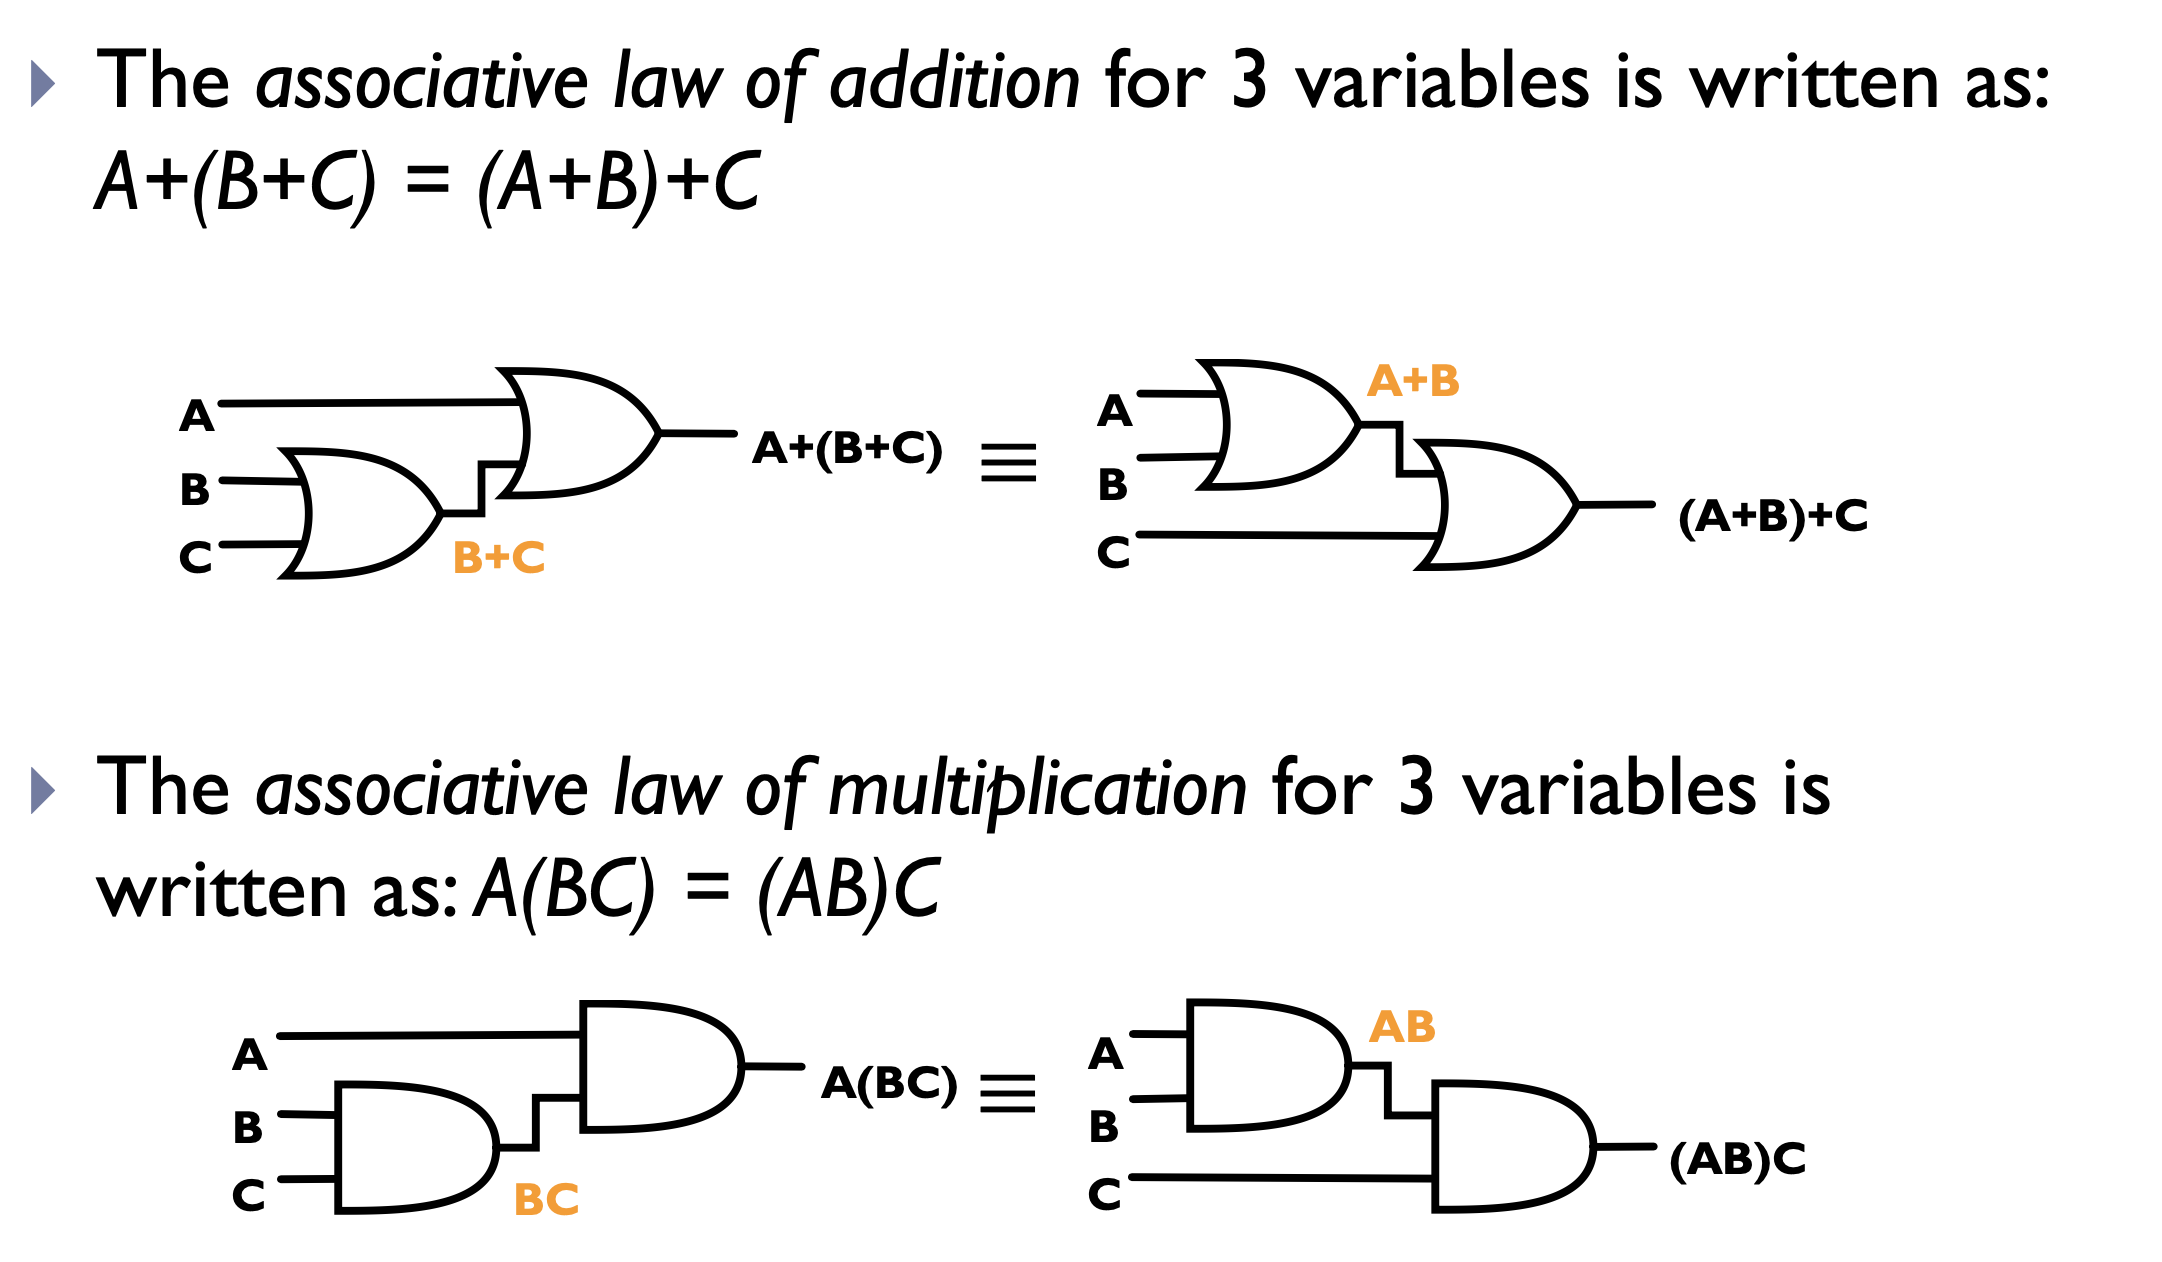 The associative law of addition for 3 variables is written as:
A+(B+C) = (A+B)+C
A
B
C
B+C
A+(B+C)
≡
A
B
C
A+B
(A+B)+C
The associative law of multiplication for 3 variables is
written as: A(BC) = (AB)C
A
B
C
BC
A(BC)
≡
A
B
C
AB
(AB)C